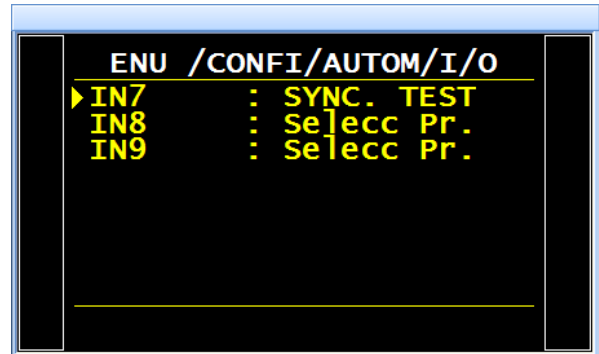 ENU /CONFI/AUTOM/I/O
IN7 : SYNC. TEST
IN8 : Selecc Pr.
IN9 : Selecc Pr.